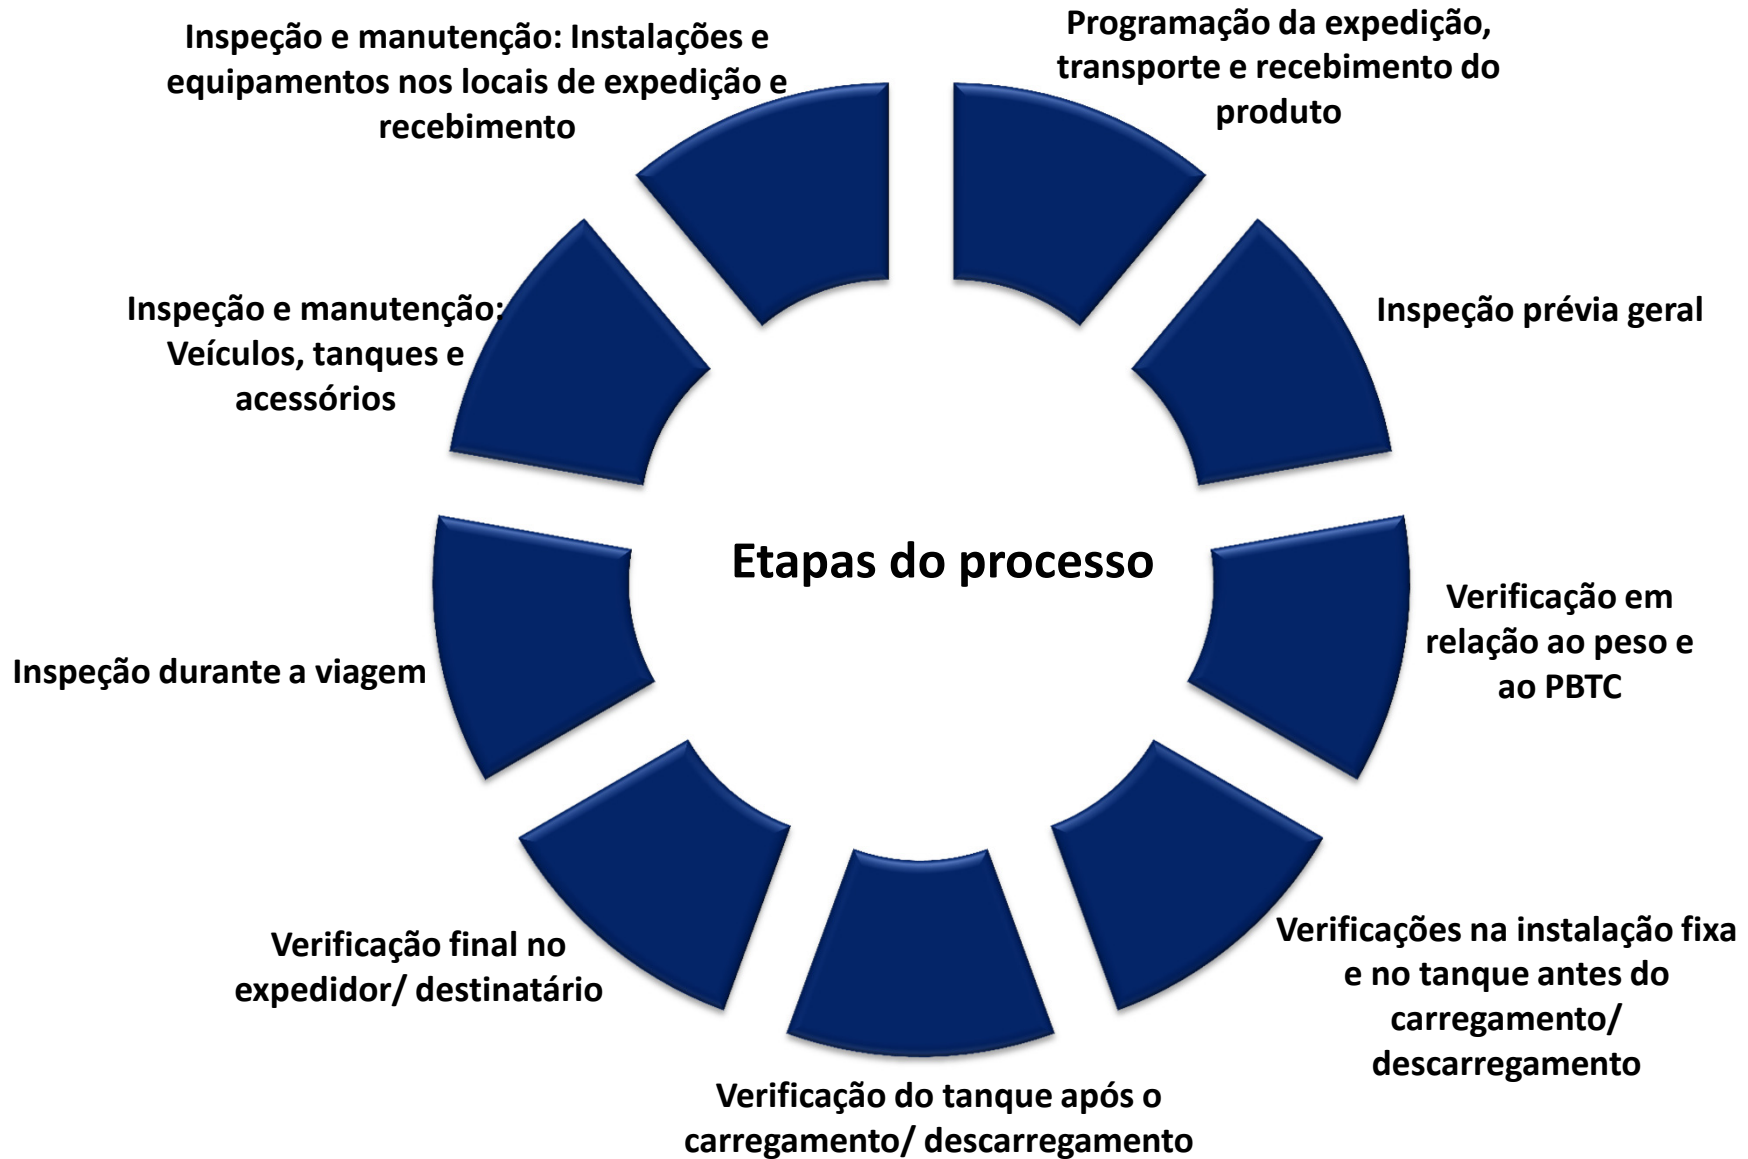 Programação da expedição,
transporte e recebimento do
produto
Inspeção prévia geral
Verificação em
relação ao peso e
ao PBTC
Verificações na instalação fixa
e no tanque antes do
carregamento/
descarregamento
Verificação do tanque após o
carregamento/ descarregamento
Verificação final no
expedidor/ destinatário
Inspeção durante a viagem
Inspeção e manutenção:
Veículos, tanques e
acessórios
Inspeção e manutenção: Instalações e
equipamentos nos locais de expedição e
recebimento
Etapas do processo